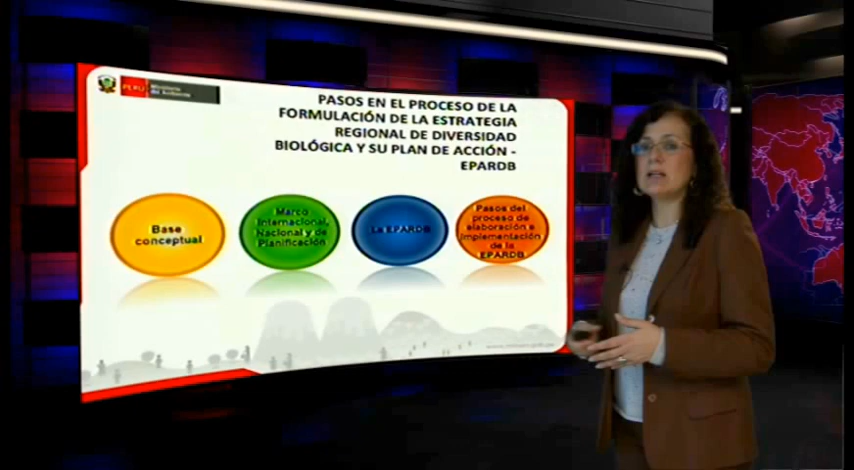 PERÚ
Ministerio
del Ambiente
PASOS EN EL PROCESO DE LA
FORMULACIÓN DE LA ESTRATEGIA
REGIONAL DE DIVERSIDAD
BIOLÓGICA Y SU PLAN DE ACCIÓN -
EPARDB
Base
conceptual
Marco
Internacional,
Nacional y de
Planificación
La EPARDB
Pasos del
proceso de
elaboración e
implementación
de la
EPARDB